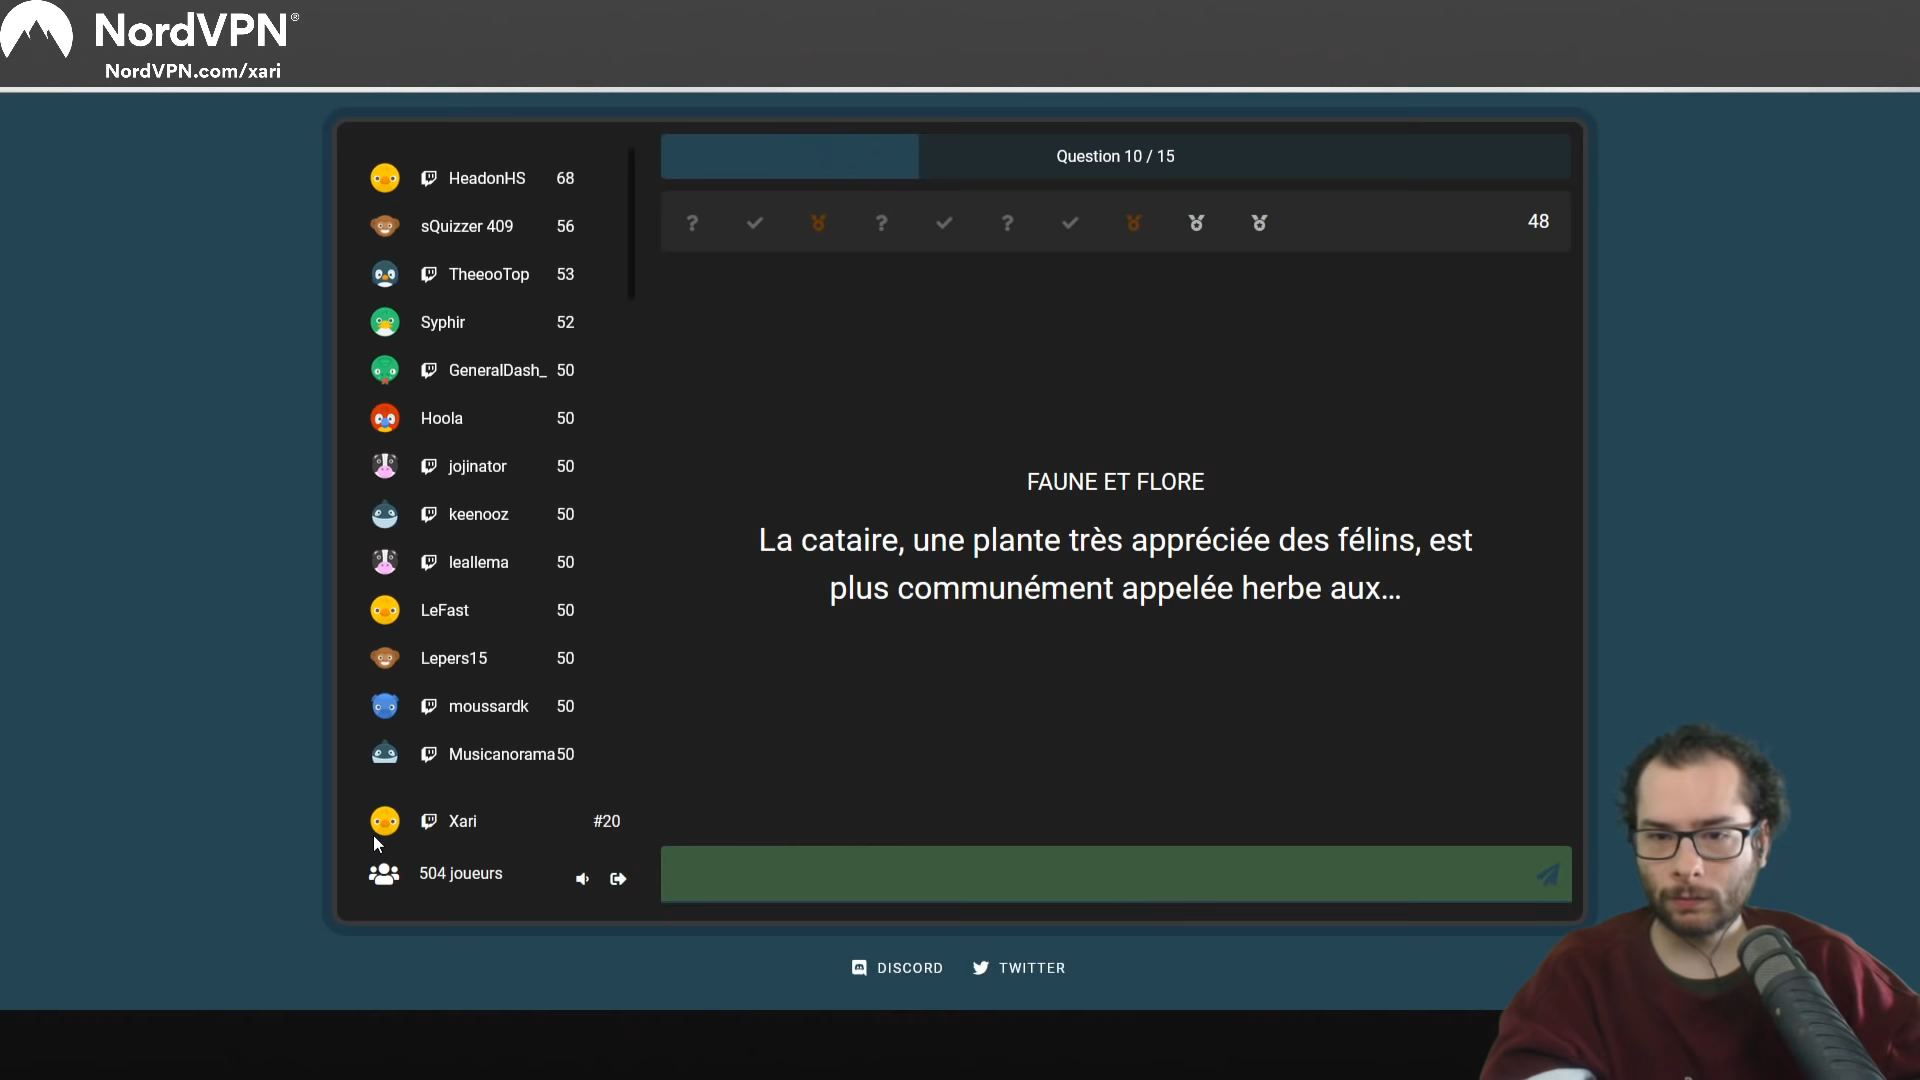 NordVPN®
NordVPN.com/xari
HeadonHS 68
sQuizzer 409 56
TheeooTop 53
Syphir 52
GeneralDash_ 50
Hoola 50
jojinator 50
keenooz 50
leallema 50
LeFast 50
Lepers15 50
moussardk 50
Musicanorama 50
Xari #20
504 joueurs
Question 10 / 15
48
FAUNE ET FLORE
La cataire, une plante très appréciée des félins, est
plus communément appelée herbe aux...
DISCORD TWITTER